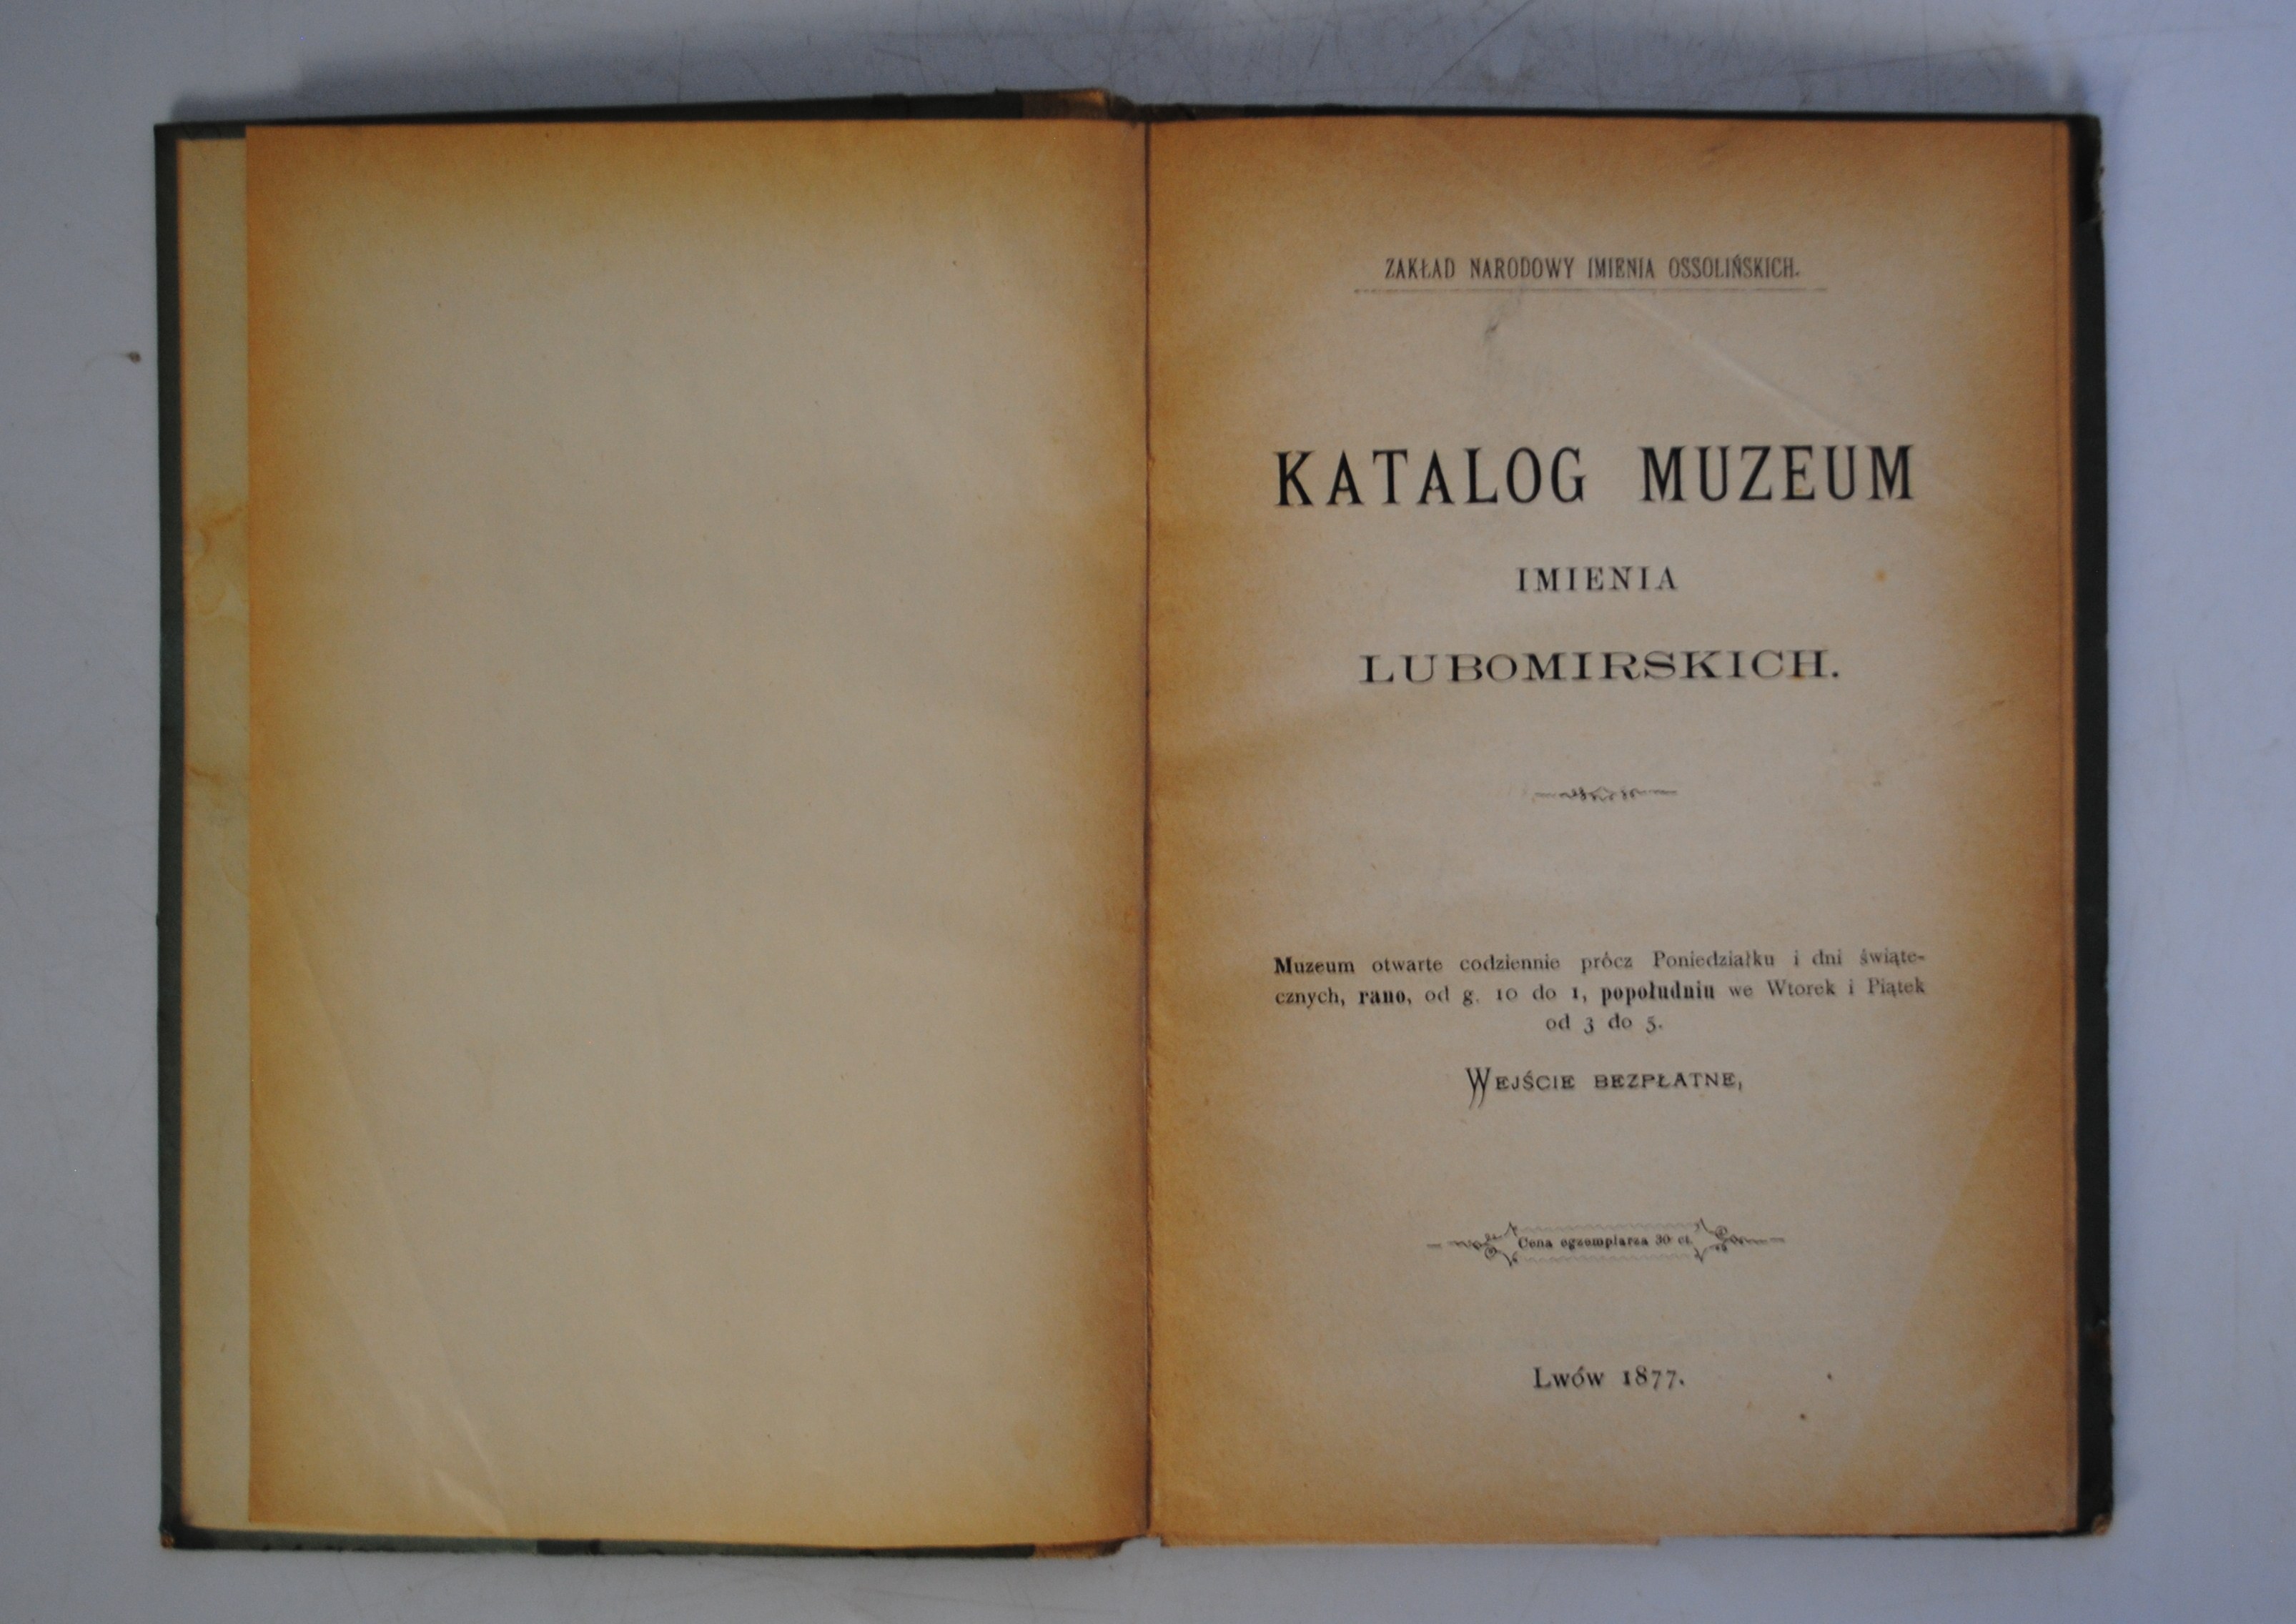 ZAKŁAD NARODOWY IMIENIA OSSOLIŃSKICH.
KATALOG MUZEUM
IMIENIA
LUBOMIRSKICH.
Muzeum otwarte codziennie prócz Poniedziałku i dni święte-
cznych, rano, od g. 10 do 1, popołudniu we Wtorek i Piątek
od 3 do 5.
WEJŚCIE BEZPŁATNE,
Cena egzemplarza 30 ct.
Lwów 1877.